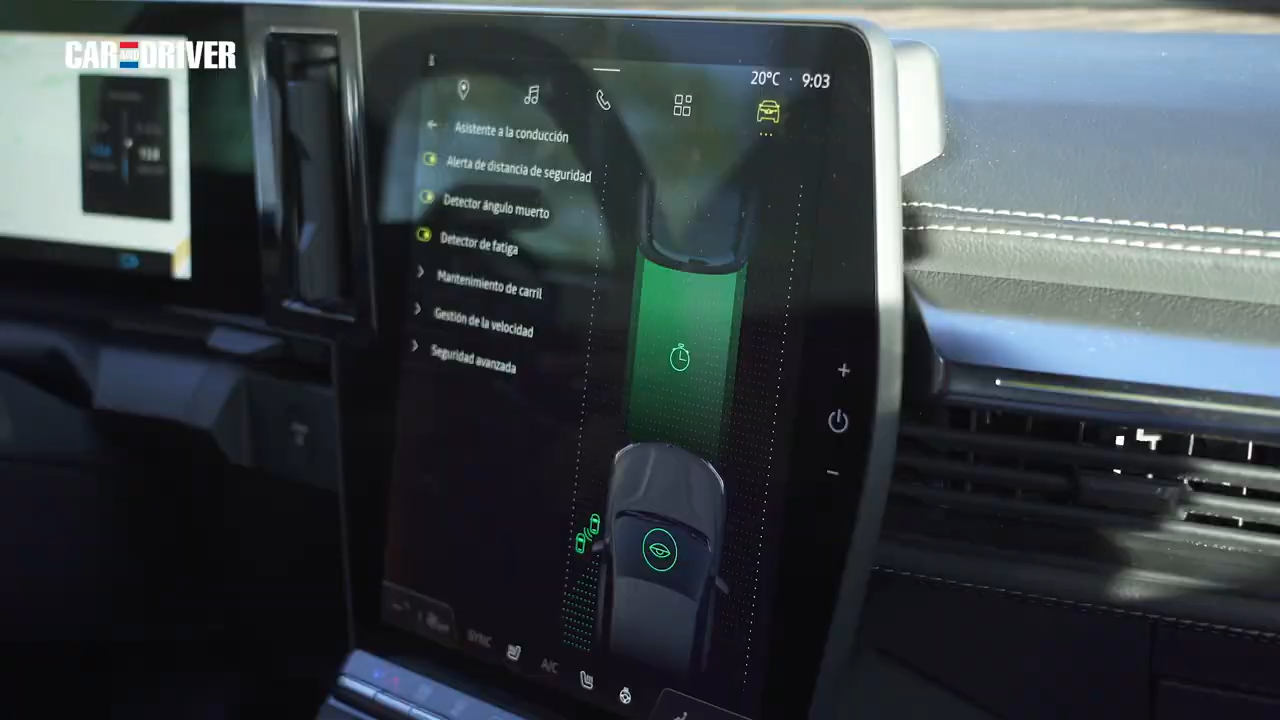 CAR AND DRIVER
20°C · 9:03
Asistente a la conducción
Alerta de distancia de seguridad
Detector ángulo muerto
Detector de fatiga
Mantenimiento de carril
Gestión de la velocidad
Seguridad avanzada
+
−
SYNC
A/C